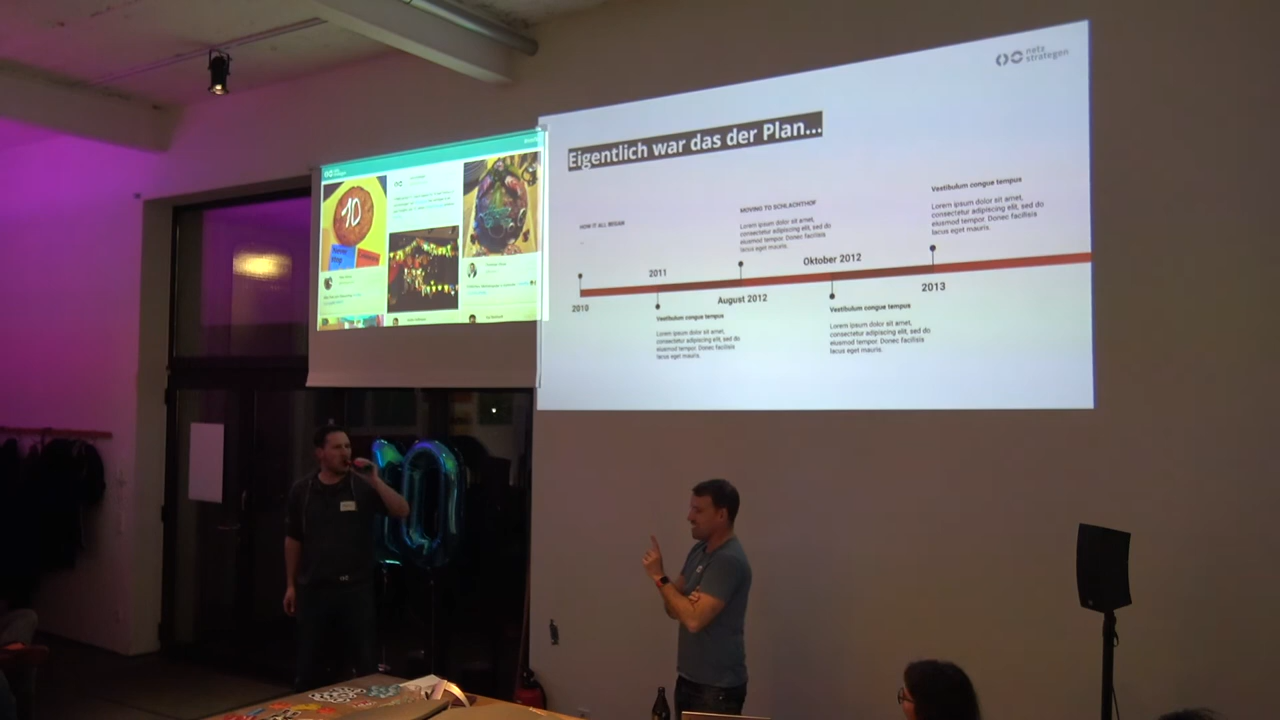 netz
strategen
Eigentlich war das der Plan...
HOW IT ALL BEGAN
2010
2011
Vestibulum congue tempus
Lorem ipsum dolor sit amet,
consectetur adipiscing elit, sed do
eiusmod tempor. Donec facilisis
lacus eget mauris.
MOVING TO SCHLACHTHOF
Lorem ipsum dolor sit amet,
consectetur adipiscing elit, sed do
eiusmod tempor. Donec facilisis
lacus eget mauris.
August 2012
Oktober 2012
Vestibulum congue tempus
Lorem ipsum dolor sit amet,
consectetur adipiscing elit, sed do
eiusmod tempor. Donec facilisis
lacus eget mauris.
Vestibulum congue tempus
Lorem ipsum dolor sit amet,
consectetur adipiscing elit, sed do
eiusmod tempor. Donec facilisis
lacus eget mauris.
2013
10
10